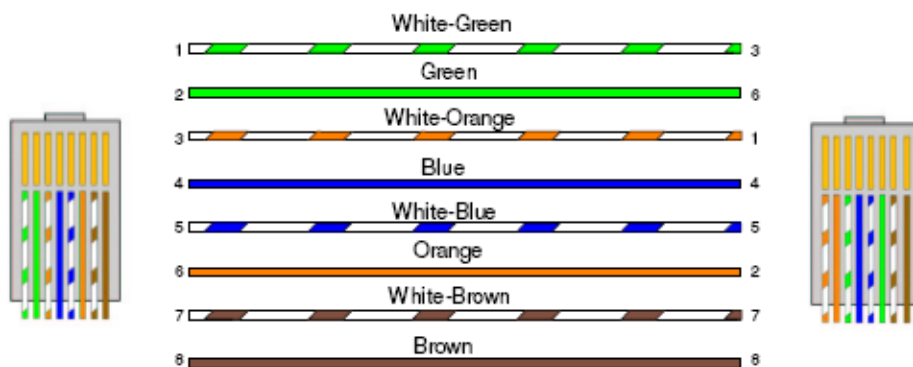 White-Green
1 3
Green
2 6
White-Orange
3 1
Blue
4 4
White-Blue
5 5
Orange
6 2
White-Brown
7 7
Brown
8 8